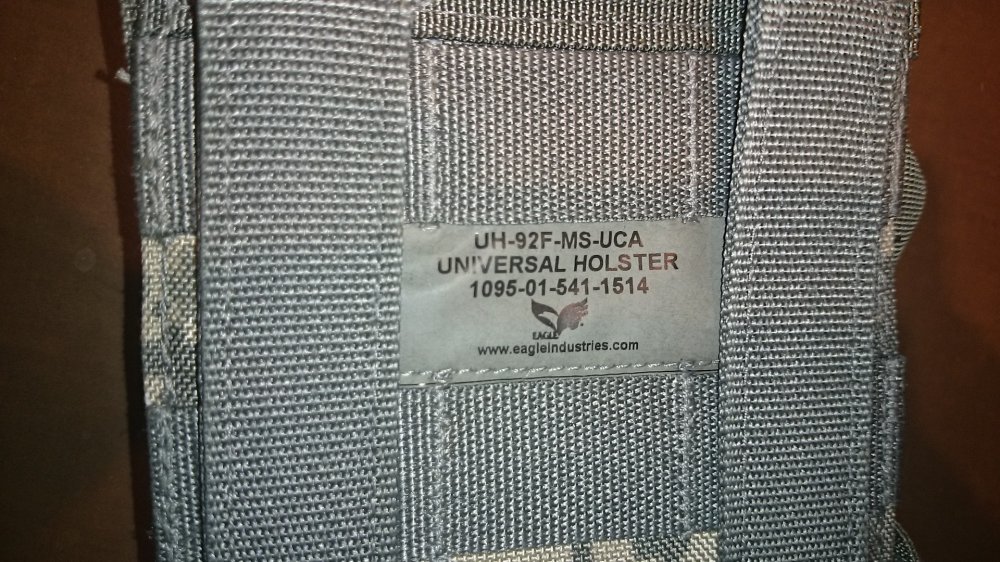 UH-92F-MS-UCA
UNIVERSAL HOLSTER
1095-01-541-1514
EAGLE
www.eagleindustries.com